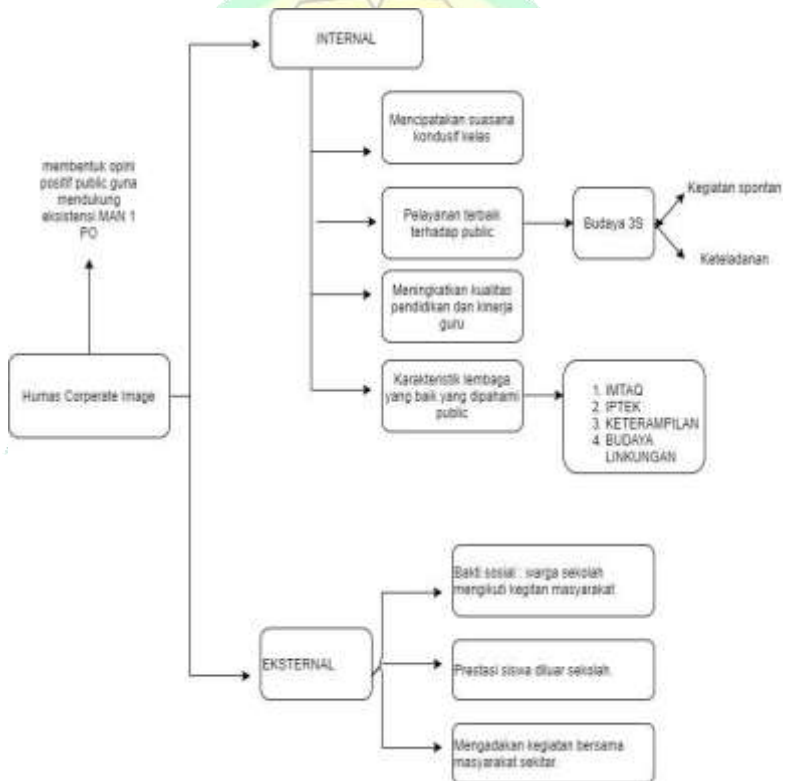 INTERNAL
Mencipatakan suasana
kondusif kelas
membentuk opini
positif public guna
mendukung
eksistensi MAN 1
PO
Pelayanan terbaik
terhadap public
Budaya 3S
Kegiatan spontan
Keteladanan
Meningkatkan kualitas
pendidikan dan kinerja
guru
Humas Corperate Image
Karakteristik lembaga
yang baik yang dipahami
public
1. IMTAQ
2. IPTEK
3. KETERAMPILAN
4. BUDAYA
LINKUNGAN
EKSTERNAL
Bakti sosial : warga sekolah
mengikuti kegitan masyarakat
Prestasi siswa diluar sekolah.
Mengadakan kegiatan bersama
masyarakat sekitar